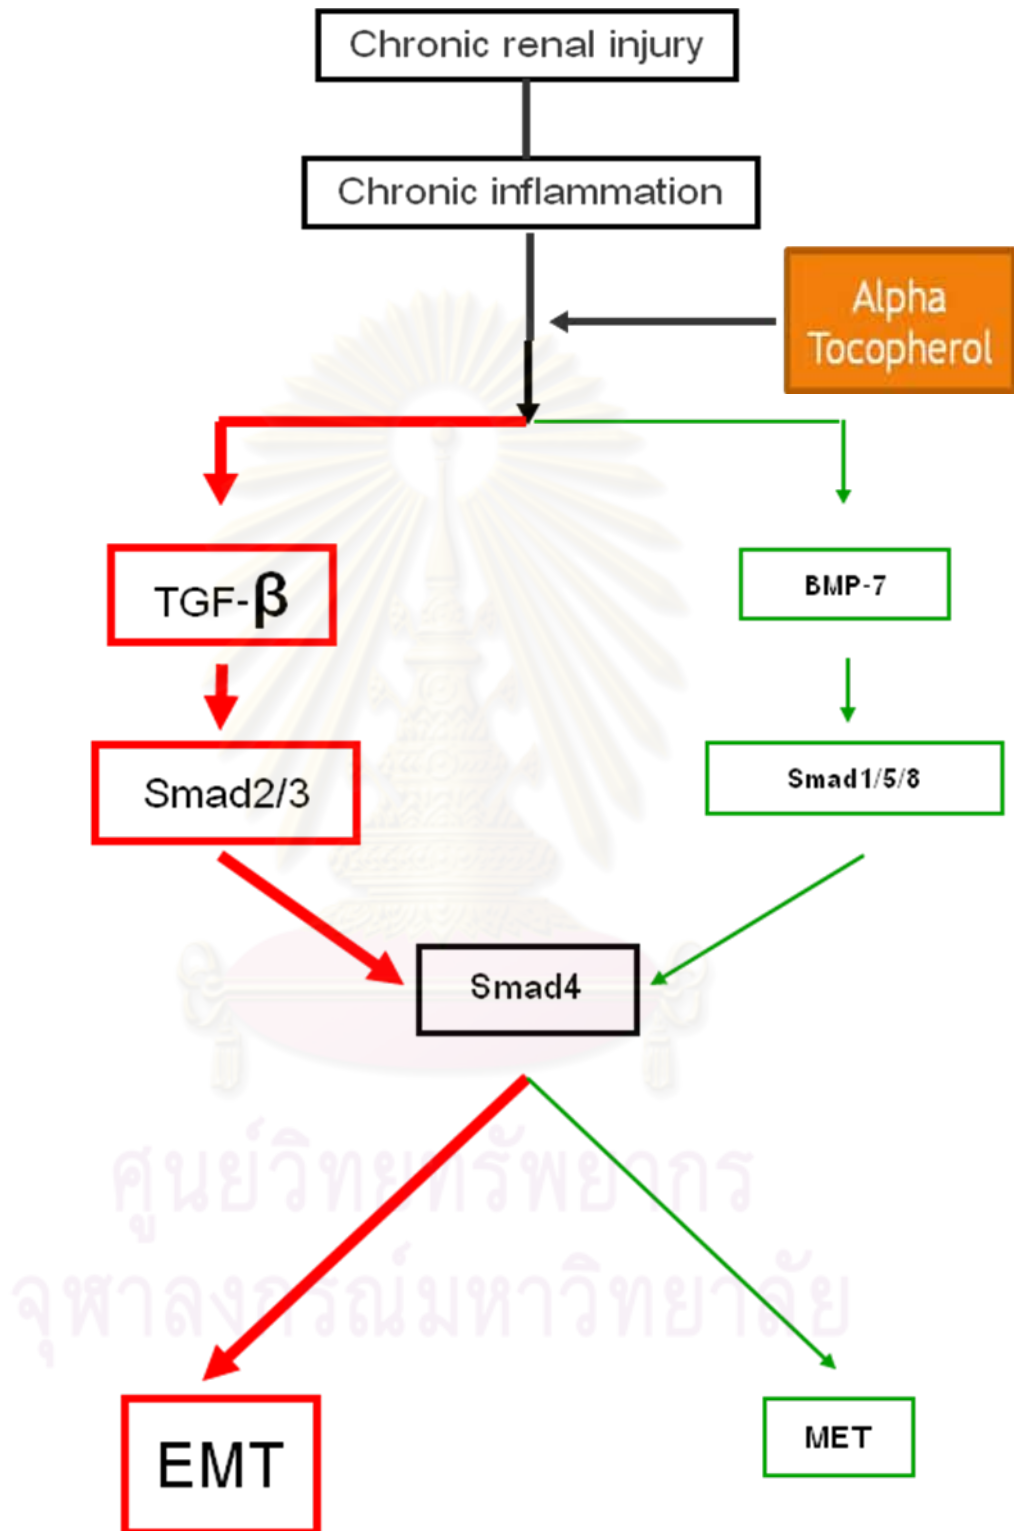 Chronic renal injury
Chronic inflammation
Alpha
Tocopherol
TGF-β
BMP-7
Smad2/3
Smad1/5/8
Smad4
ศูนย์วิทยทรัพยากร
จุฬาลงกรณ์มหาวิทยาลัย
EMT
MET